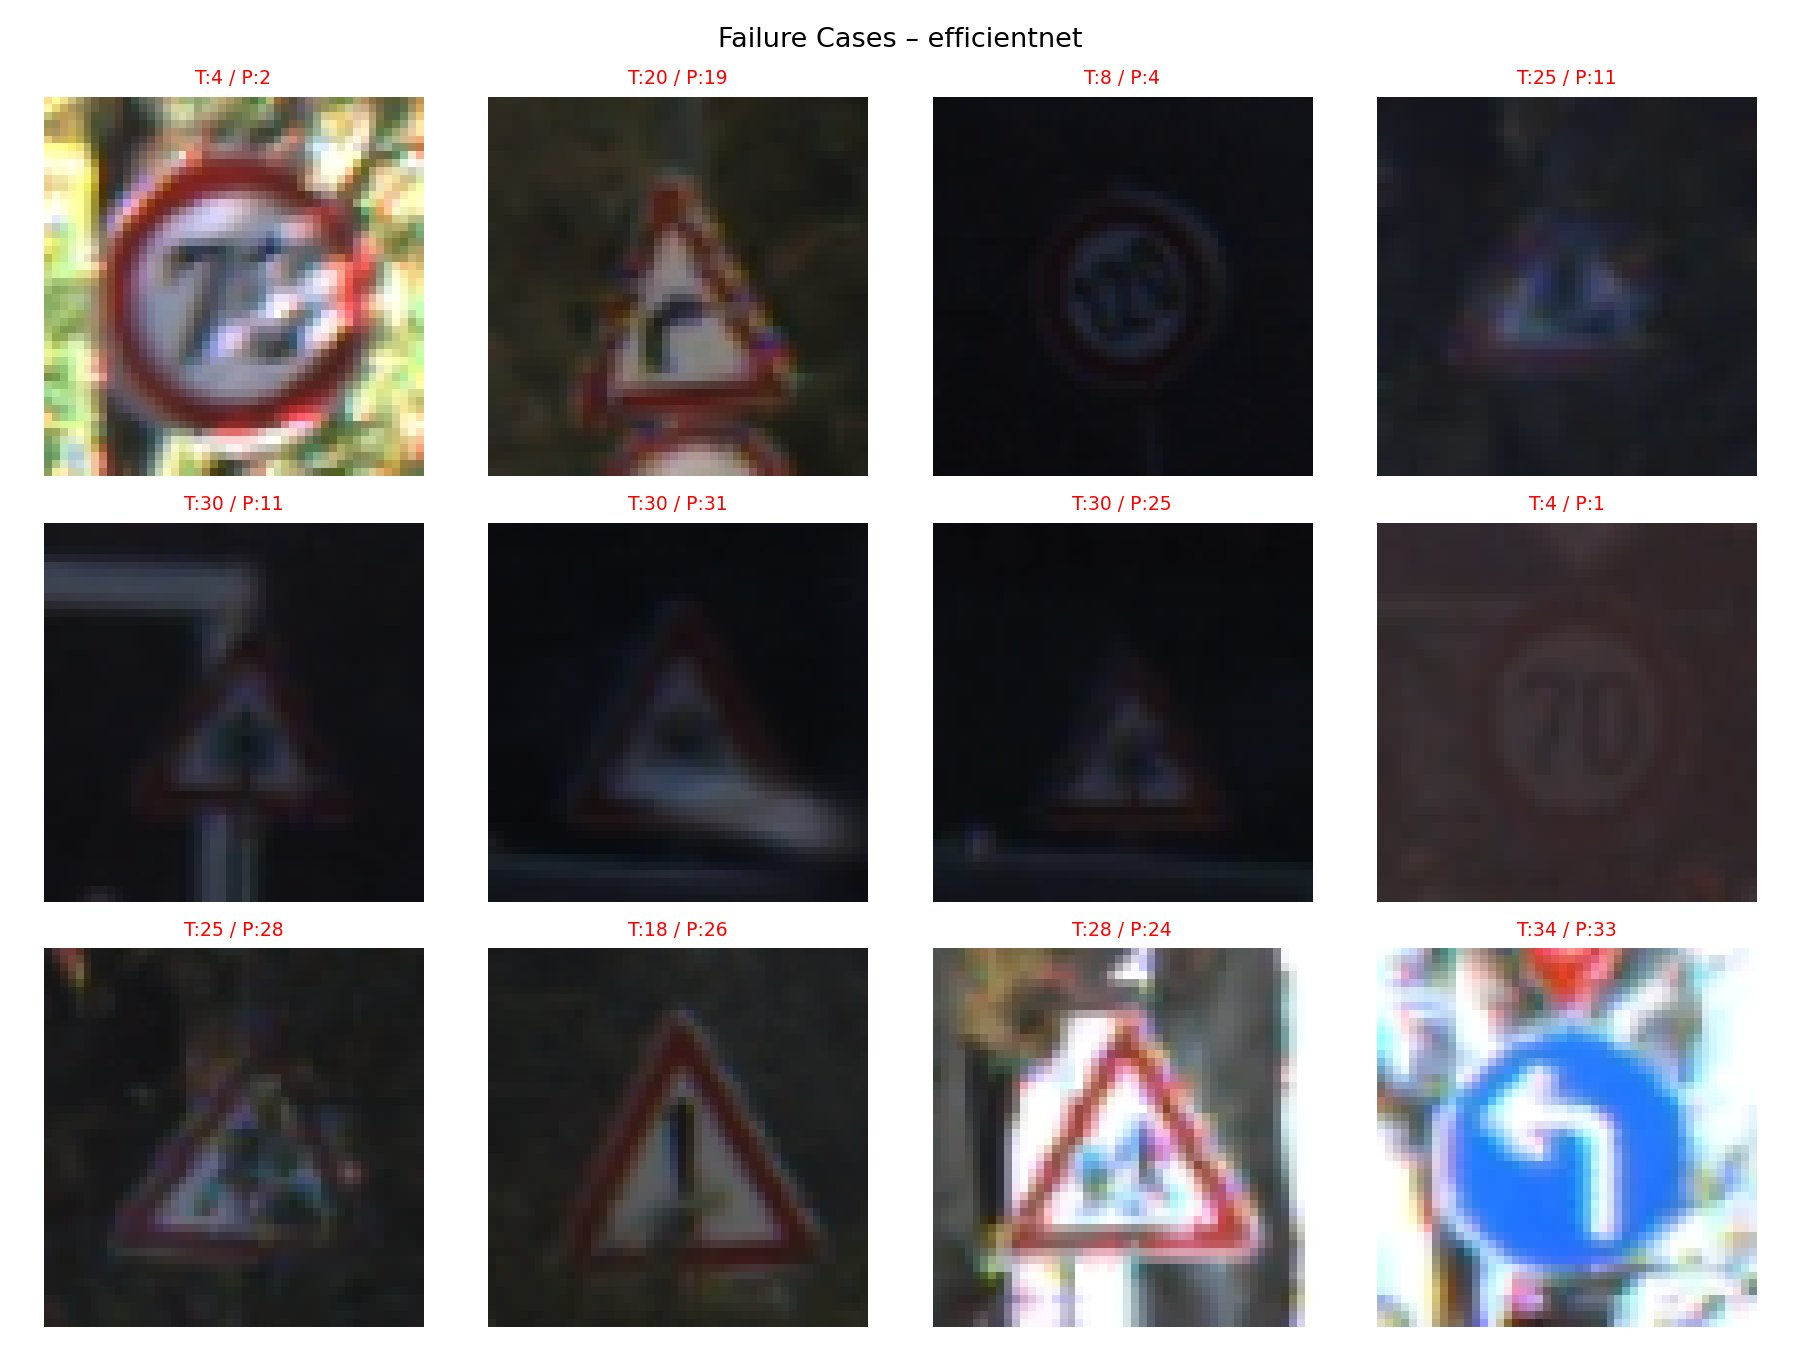 Failure Cases – efficientnet
T:4 / P:2
T:20 / P:19
T:8 / P:4
T:25 / P:11
T:30 / P:11
T:30 / P:31
T:30 / P:25
T:4 / P:1
70
T:25 / P:28
T:18 / P:26
T:28 / P:24
T:34 / P:33